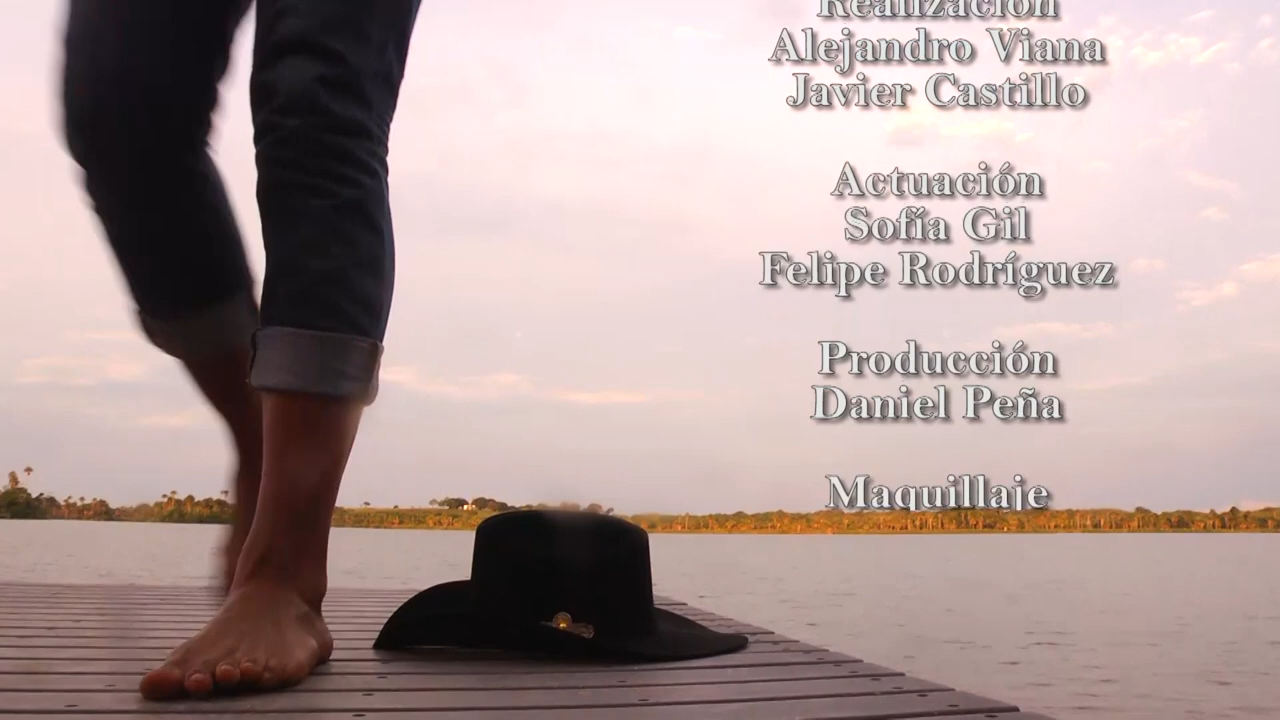 Realización
Alejandro Viana
Javier Castillo
Actuación
Sofía Gil
Felipe Rodríguez
Producción
Daniel Peña
Maquillaje